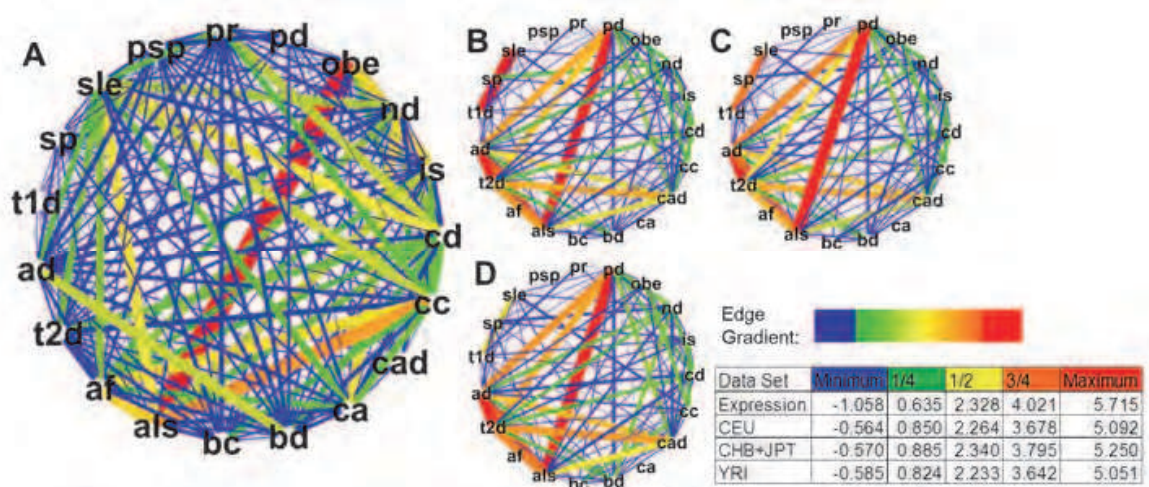 A
pr
psp
pd
obe
sle
nd
sp
is
t1d
cd
ad
cc
t2d
cad
af
ca
als
bc
bd
B
psp
pr
pd
obe
sle
nd
sp
is
t1d
cd
ad
cc
t2d
cad
af
ca
als
bc
bd
C
psp
pr
pd
obe
sle
nd
sp
is
t1d
cd
ad
cc
t2d
cad
af
ca
als
bc
bd
D
psp
pr
pd
obe
sle
nd
sp
is
t1d
cd
ad
cc
t2d
cad
af
ca
als
bc
bd
Edge
Gradient:
Data Set Minimum 1/4 1/2 3/4 Maximum
Expression -1.058 0.635 2.328 4.021 5.715
CEU -0.564 0.850 2.264 3.678 5.092
CHB+JPT -0.570 0.885 2.340 3.795 5.250
YRI -0.585 0.824 2.233 3.642 5.051